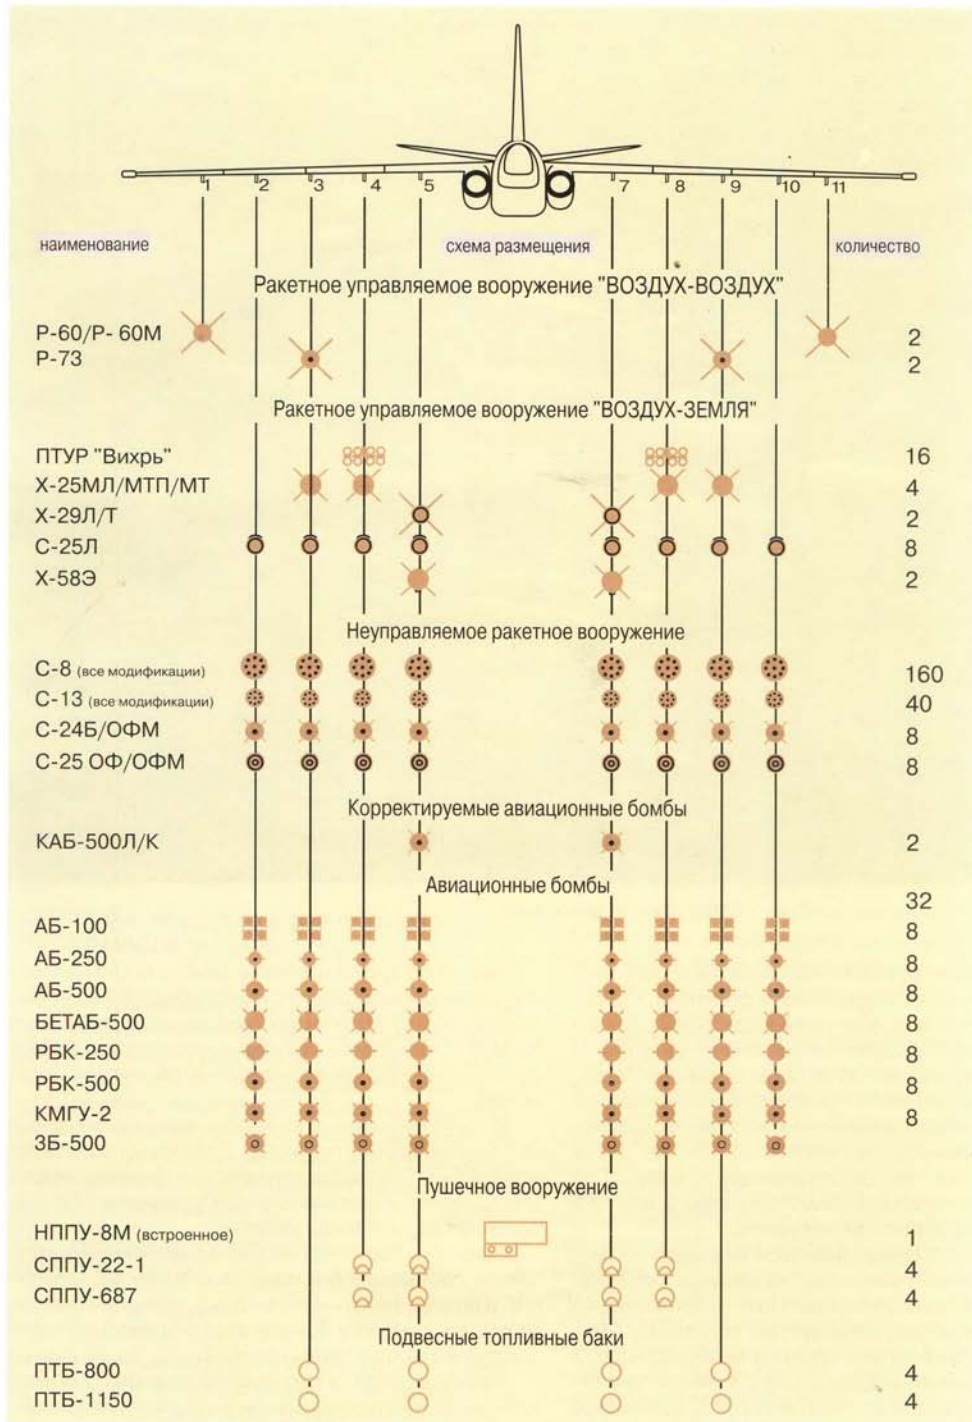 1 2 3 4 5 7 8 9 10 11
наименование схема размещения количество
Ракетное управляемое вооружение "ВОЗДУХ-ВОЗДУХ"
Р-60/Р- 60М 2
Р-73 2
Ракетное управляемое вооружение "ВОЗДУХ-ЗЕМЛЯ"
ПТУР "Вихрь" 16
Х-25МЛ/МТП/МТ 4
Х-29Л/Т 2
С-25Л 8
Х-58Э 2
Неуправляемое ракетное вооружение
С-8 (все модификации) 160
С-13 (все модификации) 40
С-24Б/ОФМ 8
С-25 ОФ/ОФМ 8
Корректируемые авиационные бомбы
КАБ-500Л/К 2
Авиационные бомбы
32
АБ-100 8
АБ-250 8
АБ-500 8
БЕТАБ-500 8
РБК-250 8
РБК-500 8
КМГУ-2 8
ЗБ-500
Пушечное вооружение
НППУ-8М (встроенное) 1
СППУ-22-1 4
СППУ-687 4
Подвесные топливные баки
ПТБ-800 4
ПТБ-1150 4